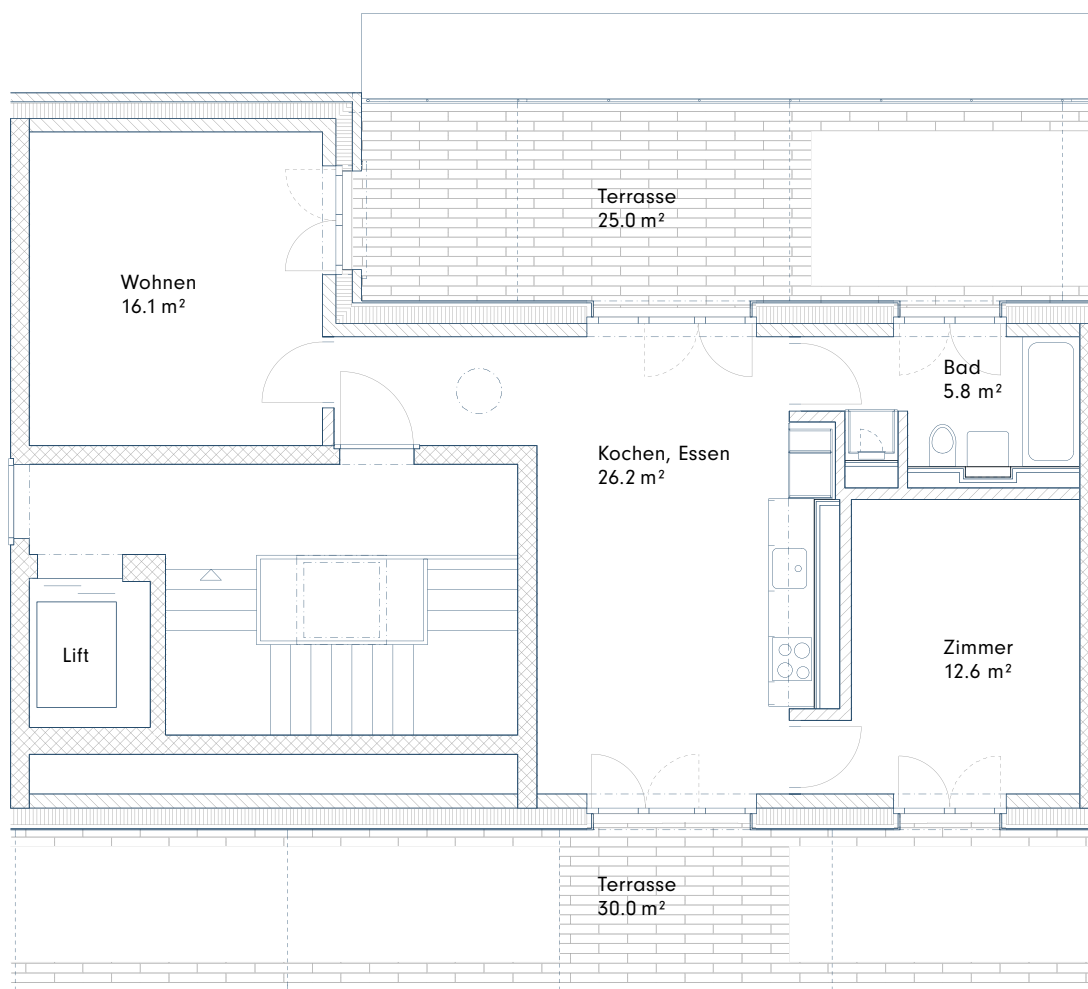 Terrasse
25.0 m²
Wohnen
16.1 m²
Bad
5.8 m²
Kochen, Essen
26.2 m²
Lift
Zimmer
12.6 m²
Terrasse
30.0 m²